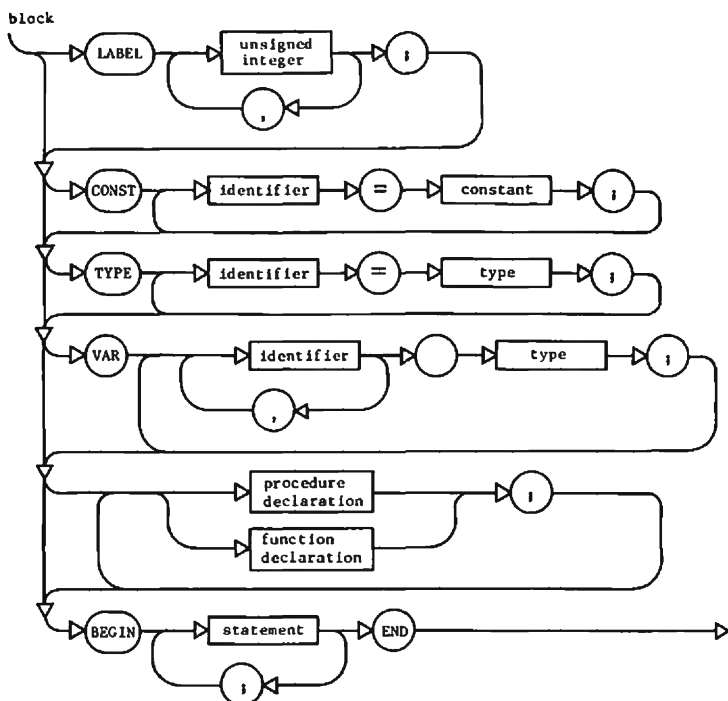 block
LABEL unsigned integer ;
,
CONST identifier = constant ;
TYPE identifier = type ;
VAR identifier type ;
,
procedure declaration ;
function declaration
BEGIN statement END
;